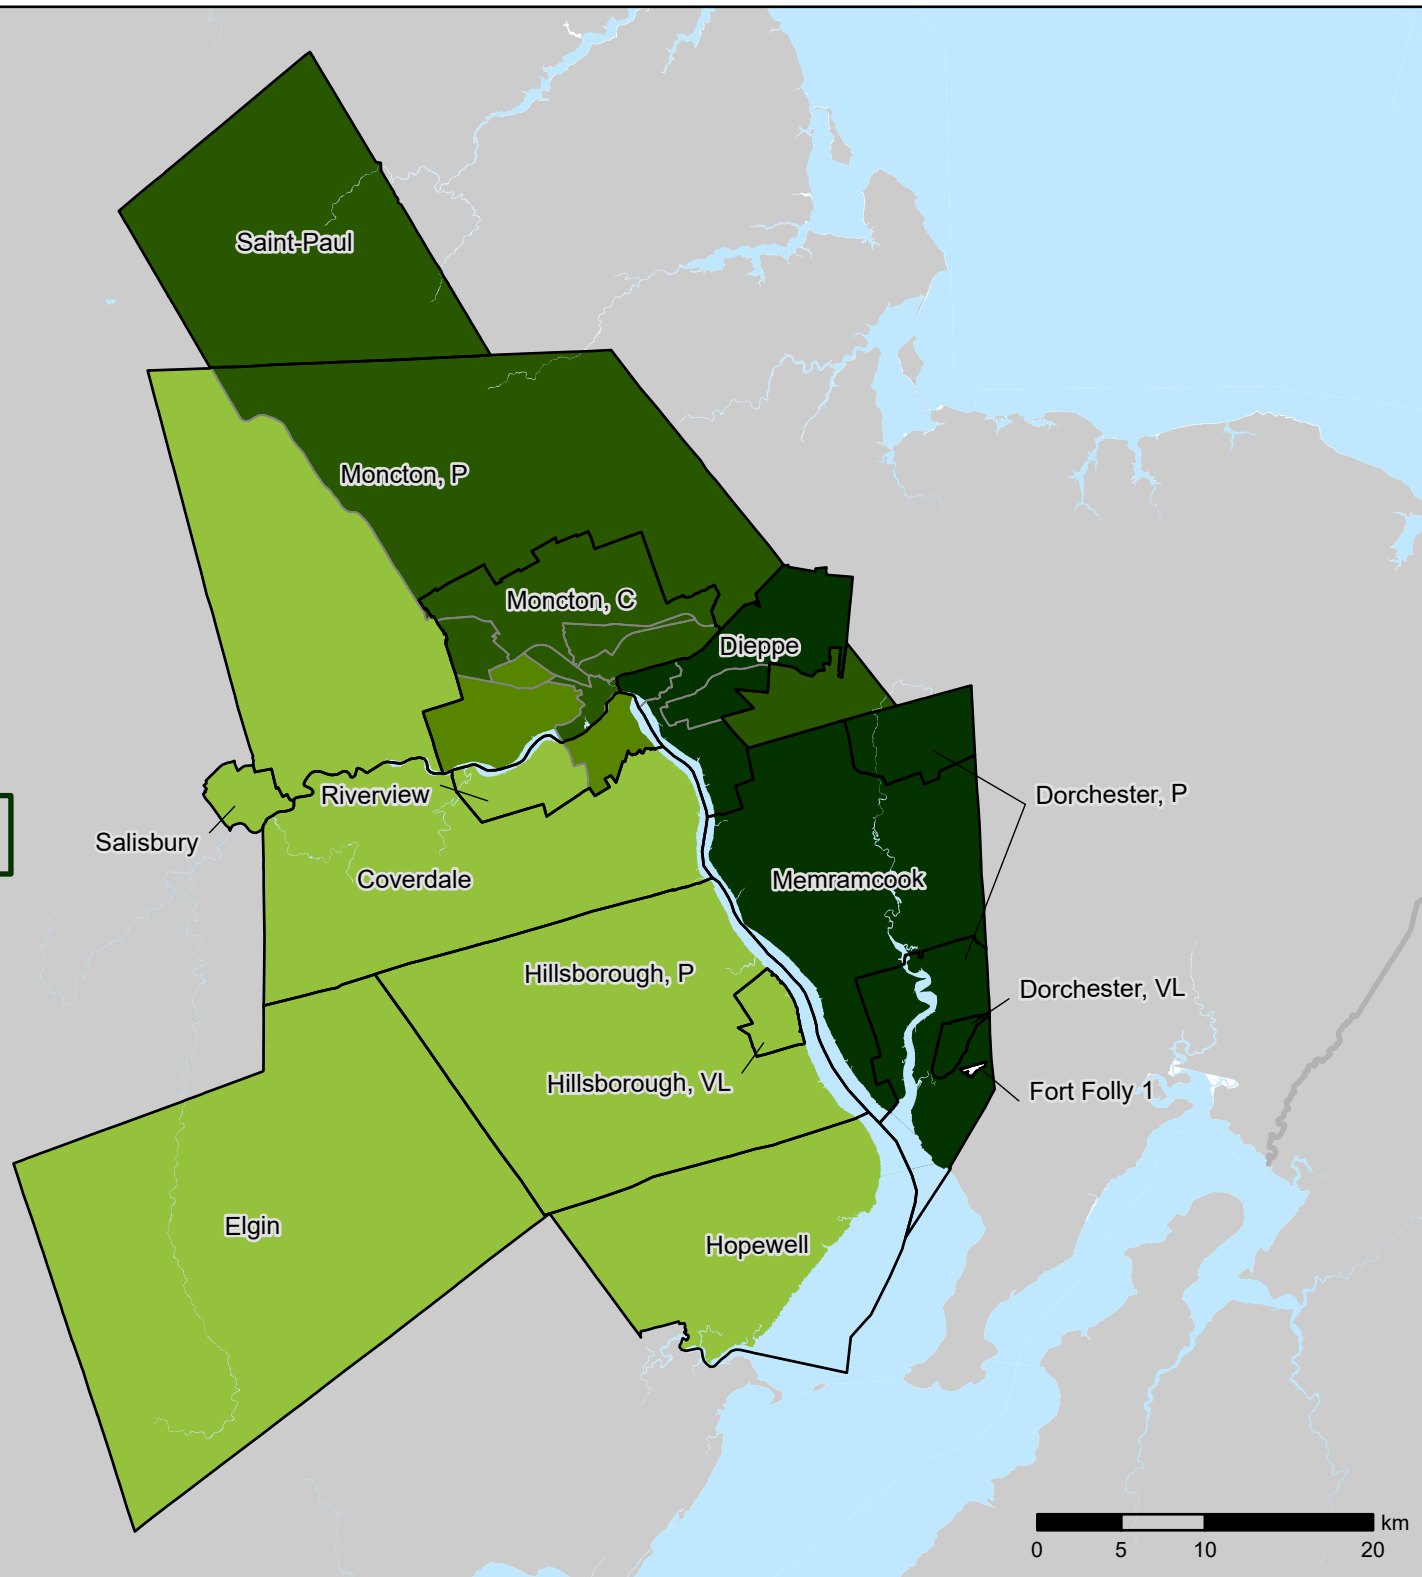 Saint-Paul
Moncton, P
Moncton, C
Dieppe
Riverview
Dorchester, P
Salisbury
Coverdale
Memramcook
Hillsborough, P
Dorchester, VL
Hillsborough, VL
Fort Folly 1
Elgin
Hopewell
km
0 5 10 20